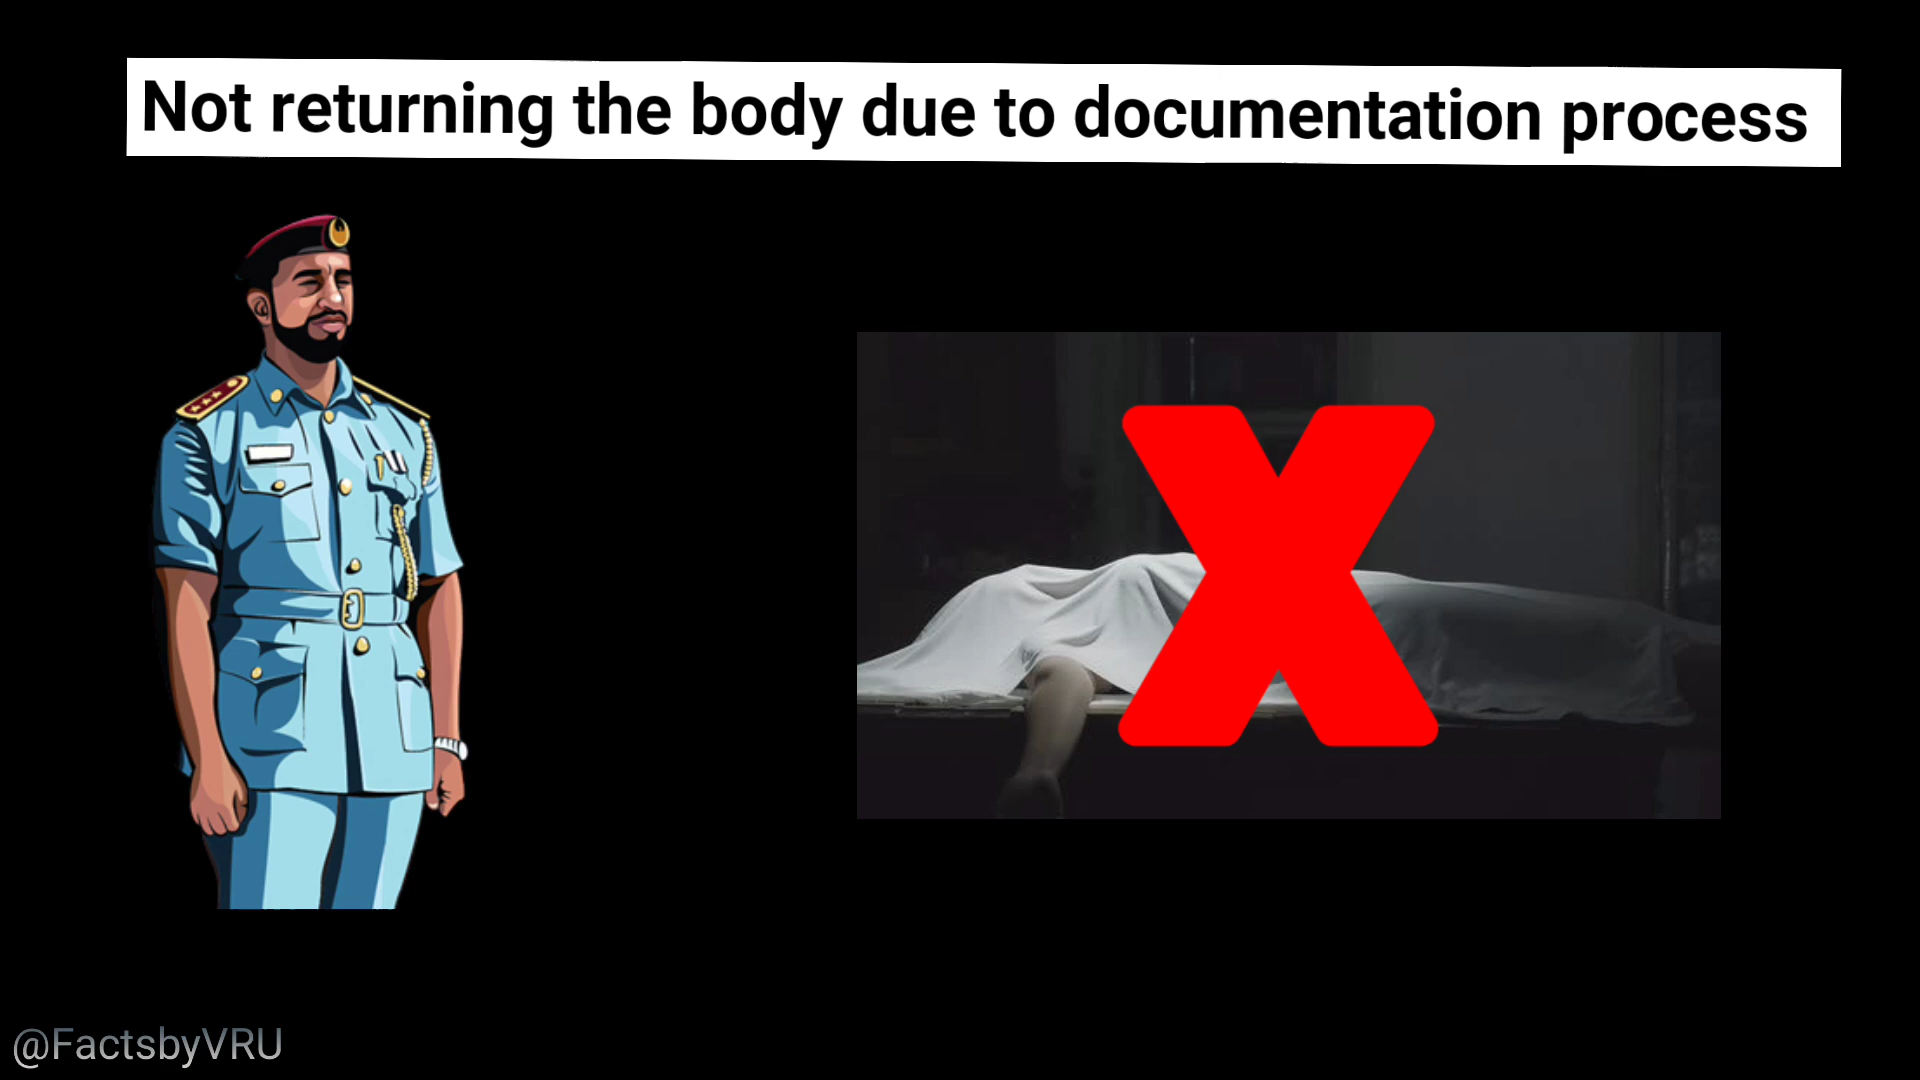 Not returning the body due to documentation process
@FactsbyVRU